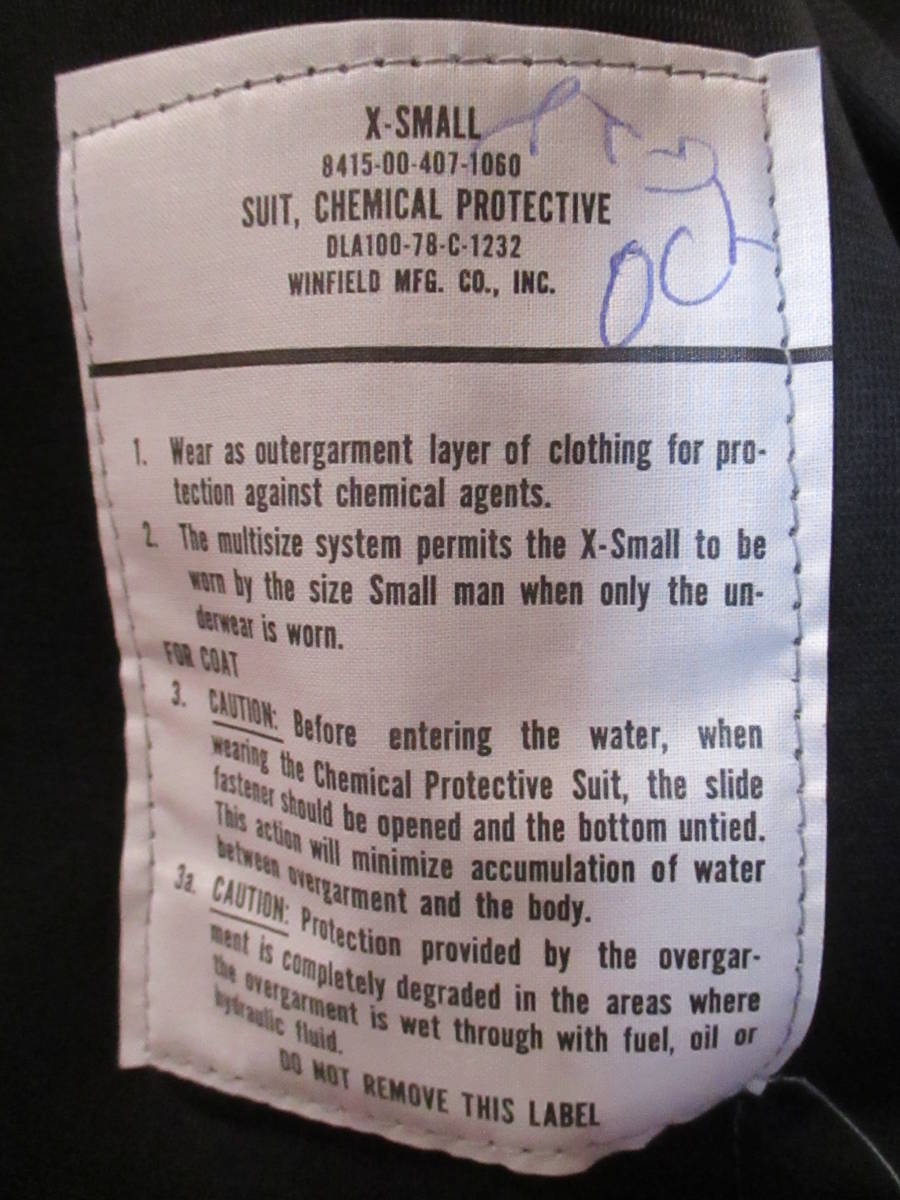 X-SMALL
8415-00-407-1060
SUIT, CHEMICAL PROTECTIVE
DLA100-78-C-1232
WINFIELD MFG. CO., INC.
1. Wear as outergarment layer of clothing for pro-
tection against chemical agents.
2. The multisize system permits the X-Small to be
worn by the size Small man when only the un-
derwear is worn.
FOR COAT
3. CAUTION: Before entering the water, when
wearing the Chemical Protective Suit, the slide
fastener should be opened and the bottom untied.
This action will minimize accumulation of water
between overgarment and the body.
3a. CAUTION: Protection provided by the overgar-
ment is completely degraded in the areas where
the overgarment is wet through with fuel, oil or
hydraulic fluid.
DO NOT REMOVE THIS LABEL